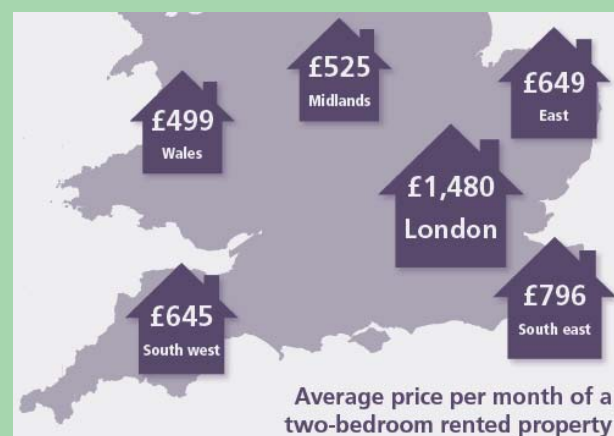 £525
Midlands
£649
East
£499
Wales
£1,480
London
£645
South west
£796
South east
Average price per month of a
two-bedroom rented property